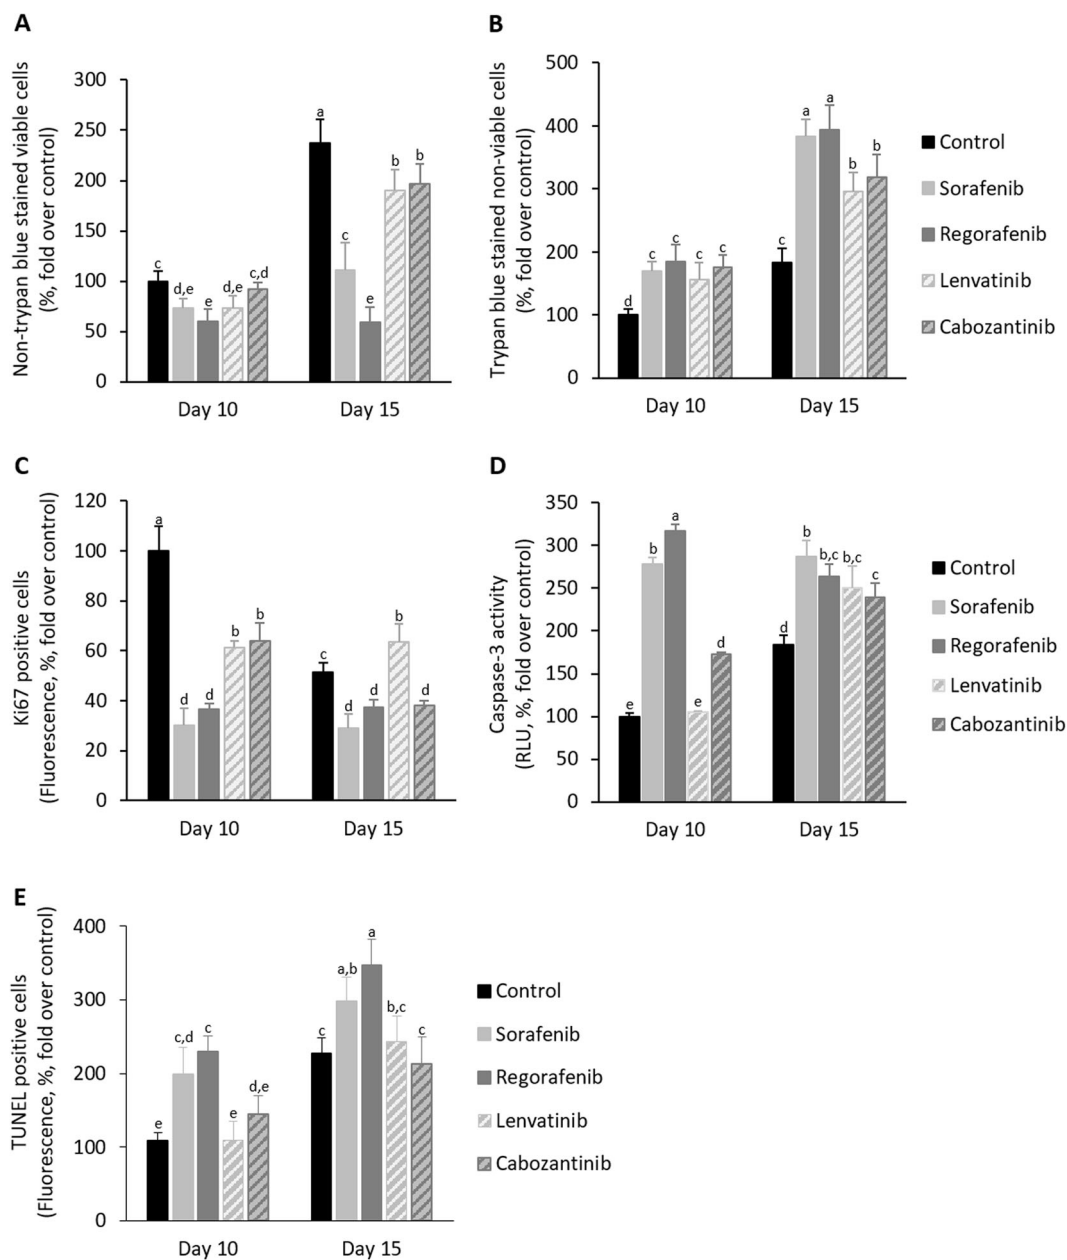 A
Non-trypan blue stained viable cells
(%, fold over control)
300
250
200
150
100
50
0
c
d,e
e
d,e
c,d
a
c
e
b
b
Day 10
Day 15
B
Trypan blue stained non-viable cells
(%, fold over control)
500
400
300
200
100
0
d
c
c
c
c
c
a
a
b
b
Day 10
Day 15
Control
Sorafenib
Regorafenib
Lenvatinib
Cabozantinib
C
Ki67 positive cells
(Fluorescence, %, fold over control)
120
100
80
60
40
20
0
a
d
d
b
b
c
d
d
b
d
Day 10
Day 15
D
Caspase-3 activity
(RLU, %, fold over control)
350
300
250
200
150
100
50
0
e
b
a
e
d
d
b
b,c
b,c
c
Day 10
Day 15
Control
Sorafenib
Regorafenib
Lenvatinib
Cabozantinib
E
TUNEL positive cells
(Fluorescence, %, fold over control)
400
300
200
100
0
e
c,d
c
e
d,e
c
a,b
a
b,c
c
Day 10
Day 15
Control
Sorafenib
Regorafenib
Lenvatinib
Cabozantinib